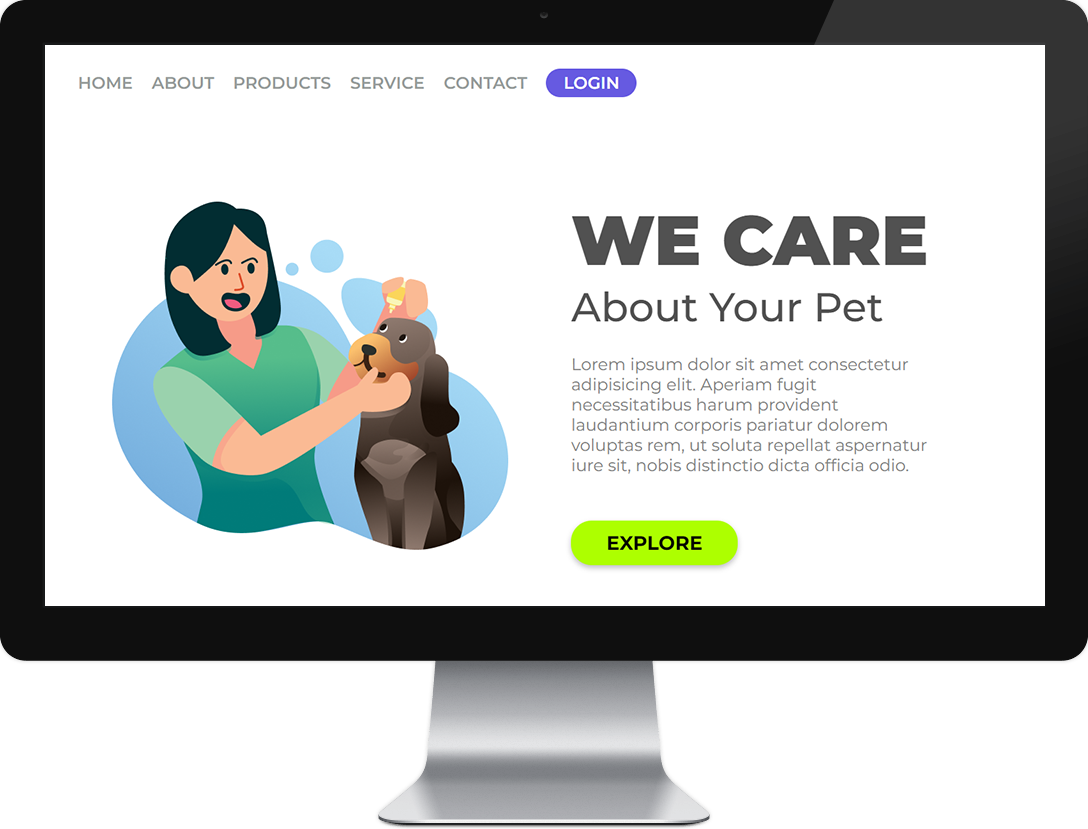 HOME ABOUT PRODUCTS SERVICE CONTACT LOGIN
WE CARE
About Your Pet
Lorem ipsum dolor sit amet consectetur
adipisicing elit. Aperiam fugit
necessitatibus harum provident
laudantium corporis pariatur dolorem
voluptas rem, ut soluta repellat aspernatur
iure sit, nobis distinctio dicta officia odio.
EXPLORE